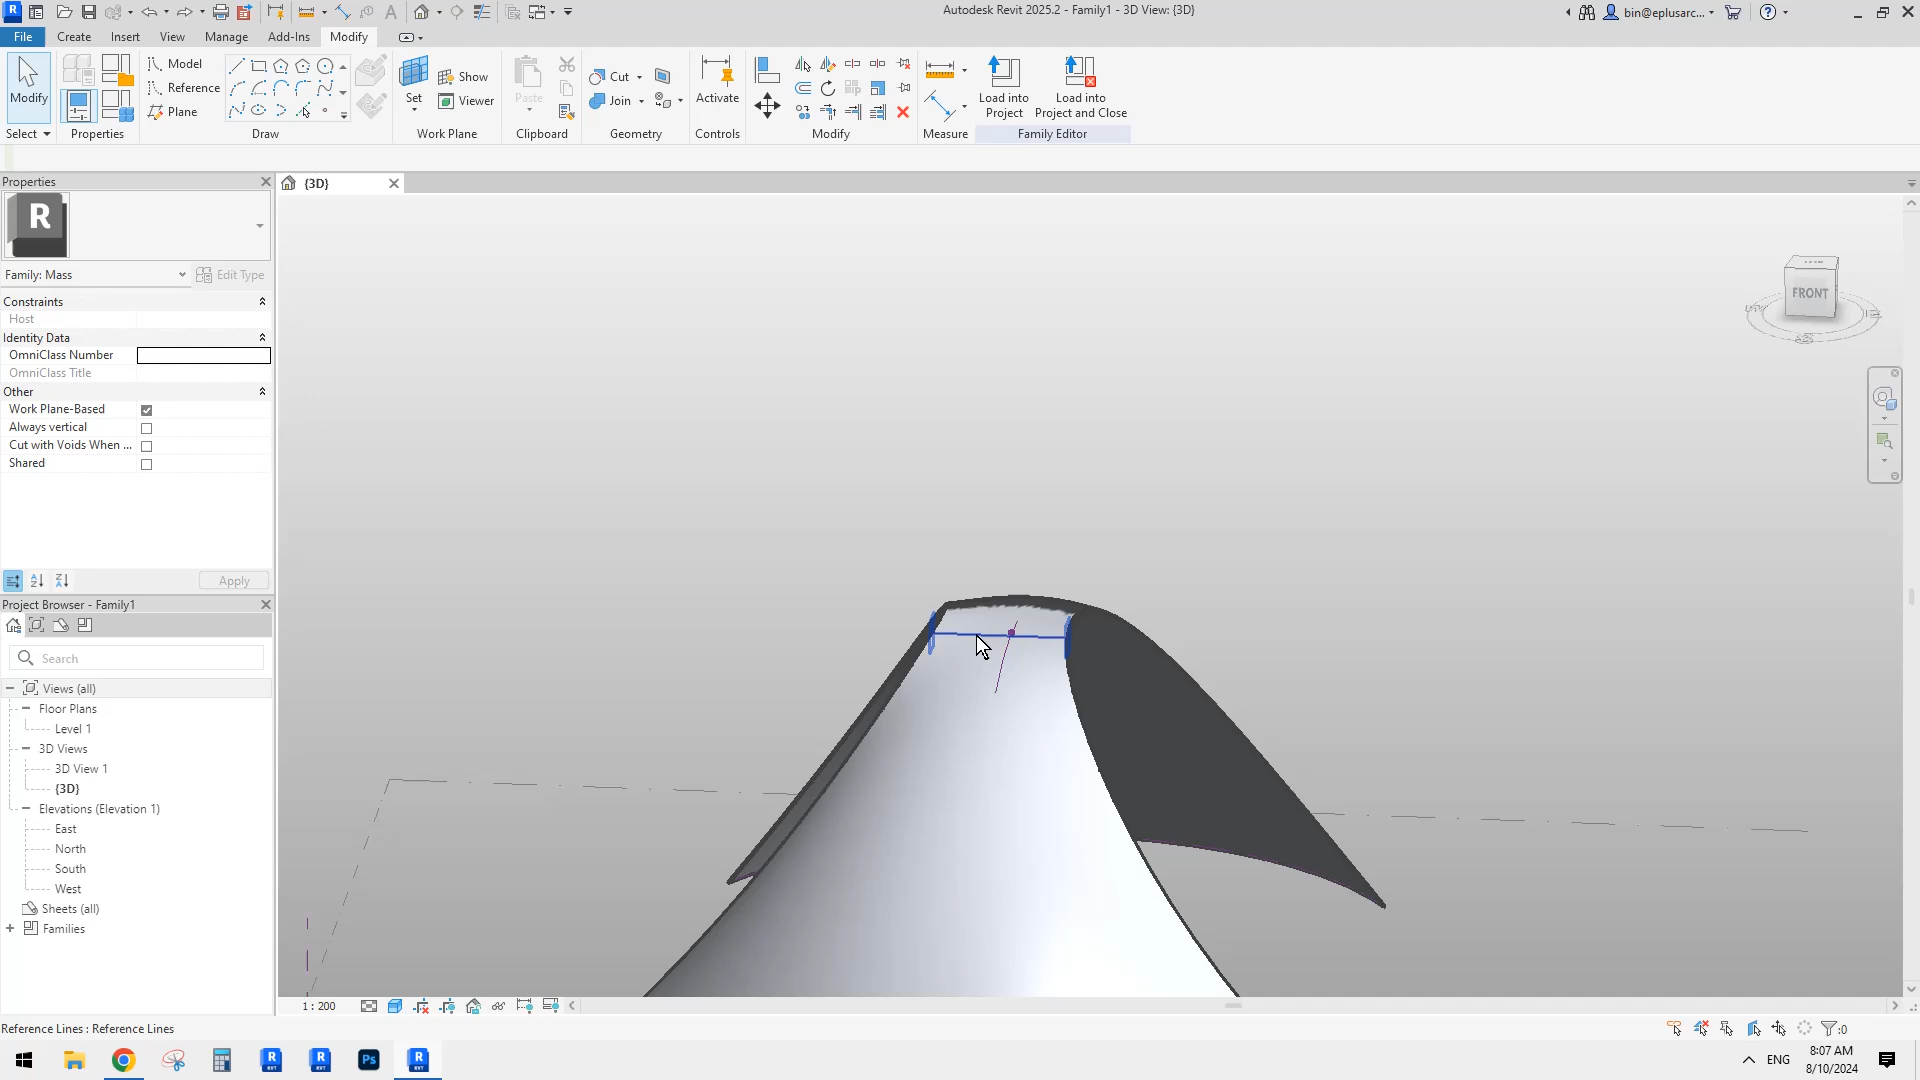 Autodesk Revit 2025.2 - Family1 - 3D View: {3D}
bin@eplusarc...
File Create Insert View Manage Add-Ins Modify
Modify
Select
Properties
Model
Reference
Plane
Draw
Set
Show
Viewer
Work Plane
Paste
Clipboard
Cut
Join
Geometry
Activate
Controls
Modify
Measure
Load into
Project
Load into
Project and Close
Family Editor
Properties
{3D}
R
Family: Mass
Edit Type
Constraints
Host
Identity Data
OmniClass Number
OmniClass Title
Other
Work Plane-Based
Always vertical
Cut with Voids When ...
Shared
Apply
Project Browser - Family1
Search
Views (all)
Floor Plans
Level 1
3D Views
3D View 1
{3D}
Elevations (Elevation 1)
East
North
South
West
Sheets (all)
Families
FRONT
1 : 200
:0
Reference Lines : Reference Lines
ENG
8:07 AM
8/10/2024